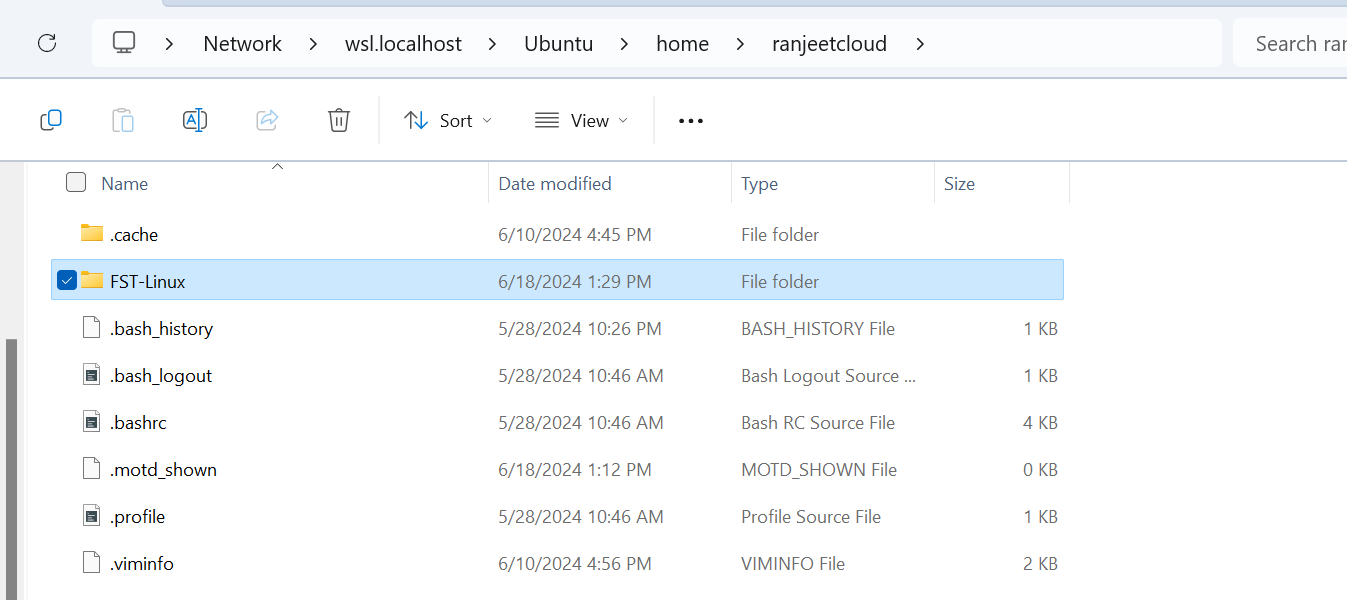 Network wsl.localhost Ubuntu home ranjeetcloud Search rar
Sort View
Name Date modified Type Size
.cache 6/10/2024 4:45 PM File folder
FST-Linux 6/18/2024 1:29 PM File folder
.bash_history 5/28/2024 10:26 PM BASH_HISTORY File 1 KB
.bash_logout 5/28/2024 10:46 AM Bash Logout Source ... 1 KB
.bashrc 5/28/2024 10:46 AM Bash RC Source File 4 KB
.motd_shown 6/18/2024 1:12 PM MOTD_SHOWN File 0 KB
.profile 5/28/2024 10:46 AM Profile Source File 1 KB
.viminfo 6/10/2024 4:56 PM VIMINFO File 2 KB